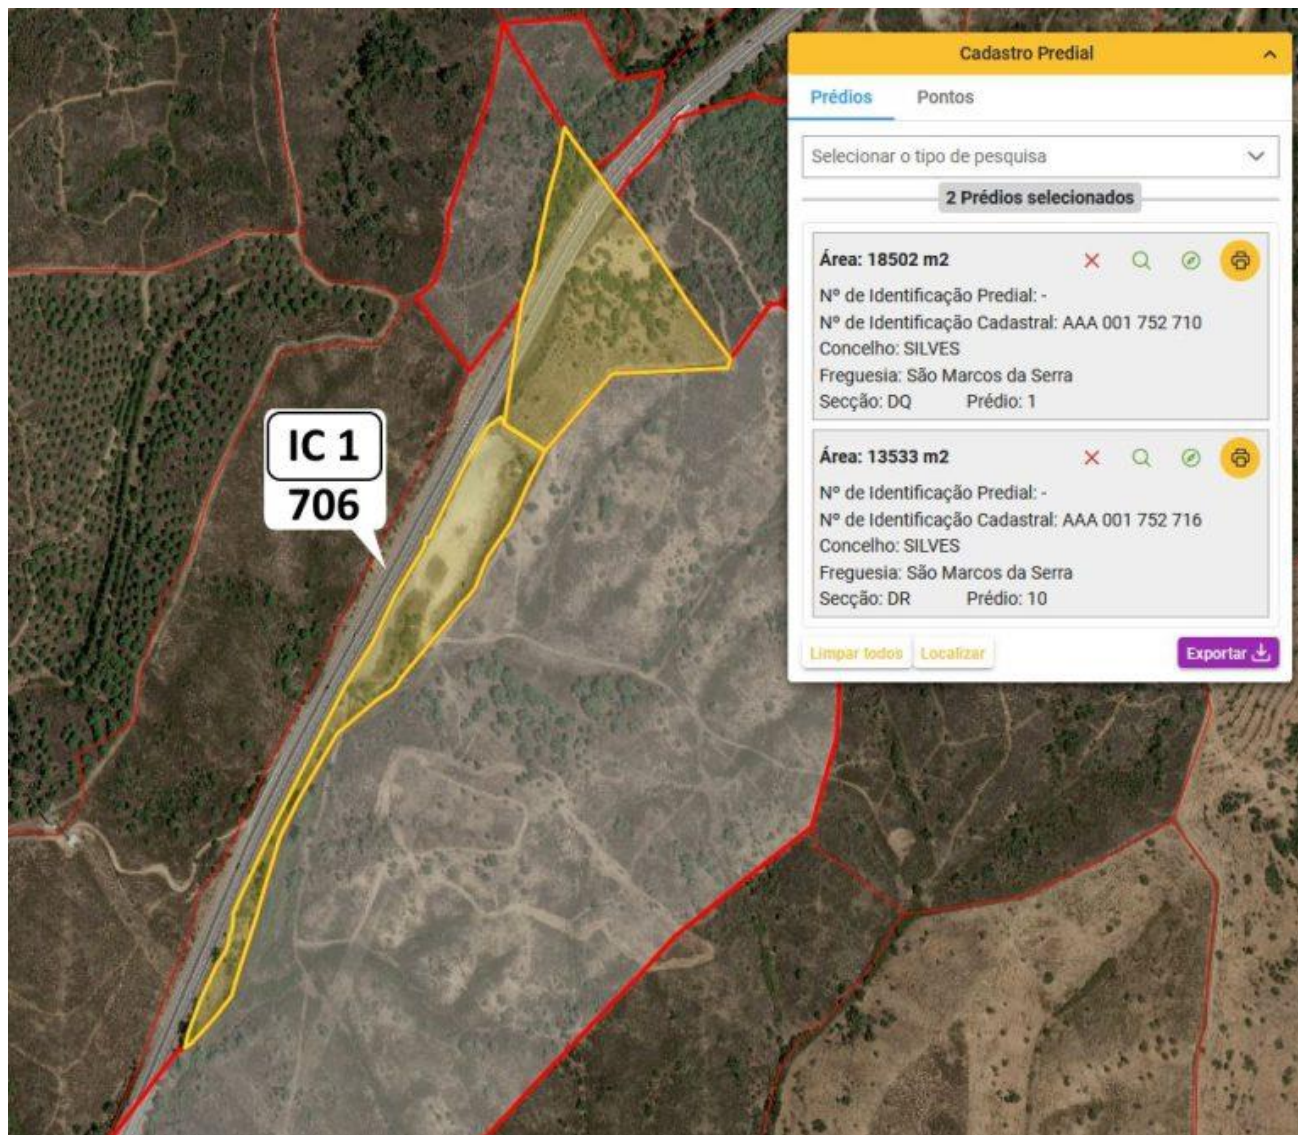 Cadastro Predial
Prédios Pontos
Selecionar o tipo de pesquisa
2 Prédios selecionados
Área: 18502 m2
Nº de Identificação Predial: -
Nº de Identificação Cadastral: AAA 001 752 710
Concelho: SILVES
Freguesia: São Marcos da Serra
Secção: DQ Prédio: 1
Área: 13533 m2
Nº de Identificação Predial: -
Nº de Identificação Cadastral: AAA 001 752 716
Concelho: SILVES
Freguesia: São Marcos da Serra
Secção: DR Prédio: 10
Limpar todos Localizar Exportar
IC 1
706